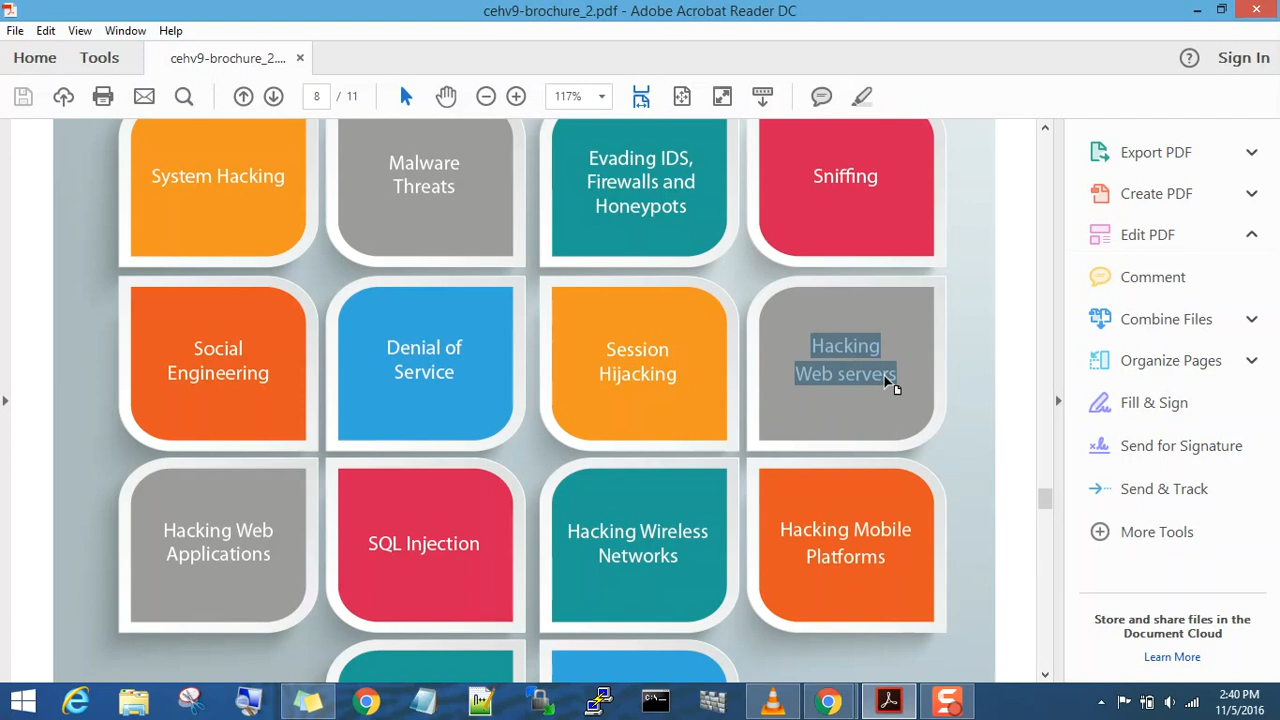 cehv9-brochure_2.pdf - Adobe Acrobat Reader DC
File Edit View Window Help
Home Tools cehv9-brochure_2.... × Sign In
8 / 11 117%
System Hacking
Malware
Threats
Evading IDS,
Firewalls and
Honeypots
Sniffing
Social
Engineering
Denial of
Service
Session
Hijacking
Hacking
Web servers
Hacking Web
Applications
SQL Injection
Hacking Wireless
Networks
Hacking Mobile
Platforms
Export PDF
Create PDF
Edit PDF
Comment
Combine Files
Organize Pages
Fill & Sign
Send for Signature
Send & Track
More Tools
Store and share files in the
Document Cloud
Learn More
2:40 PM
11/5/2016